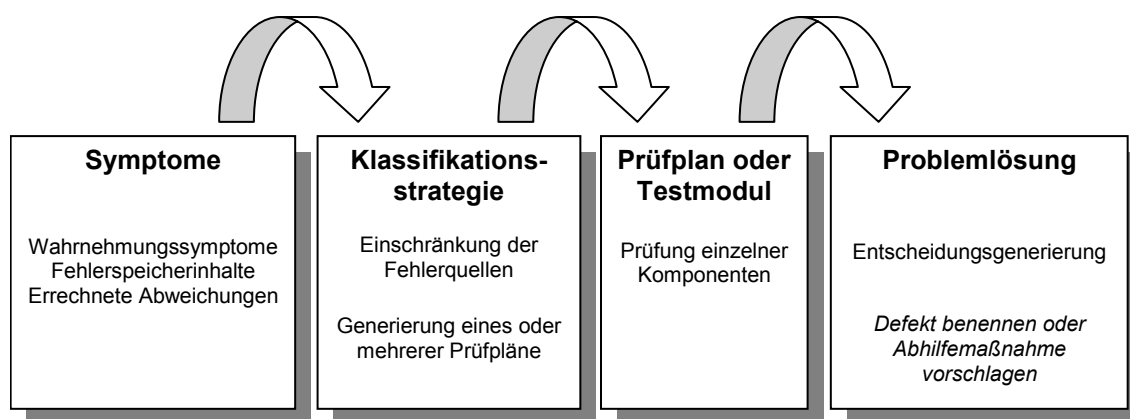 Symptome
Wahrnehmungssymptome
Fehlerspeicherinhalte
Errechnete Abweichungen
Klassifikations-
strategie
Einschränkung der
Fehlerquellen
Generierung eines oder
mehrerer Prüfpläne
Prüfplan oder
Testmodul
Prüfung einzelner
Komponenten
Problemlösung
Entscheidungsgenerierung
Defekt benennen oder
Abhilfemaßnahme
vorschlagen